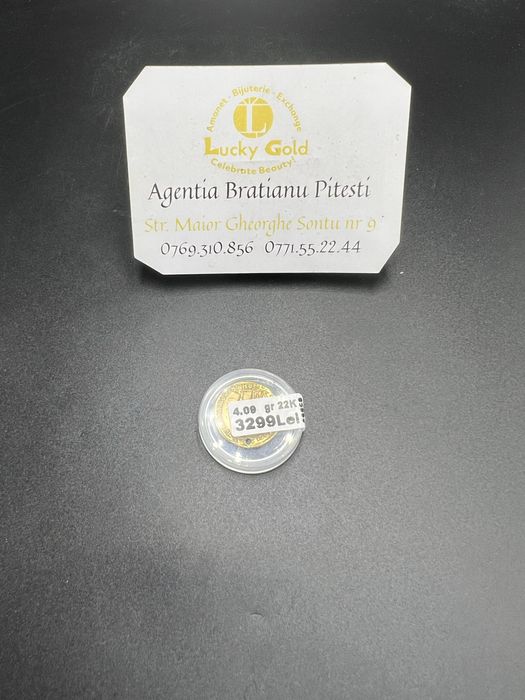 Amanet - Bijuterie - Exchange
L
Lucky Gold
Celebrate Beauty!
Agentia Bratianu Pitesti
Str. Maior Gheorghe Sontu nr 9
0769.310.856 0771.55.22.44
4.09 gr 22K
3299Lei